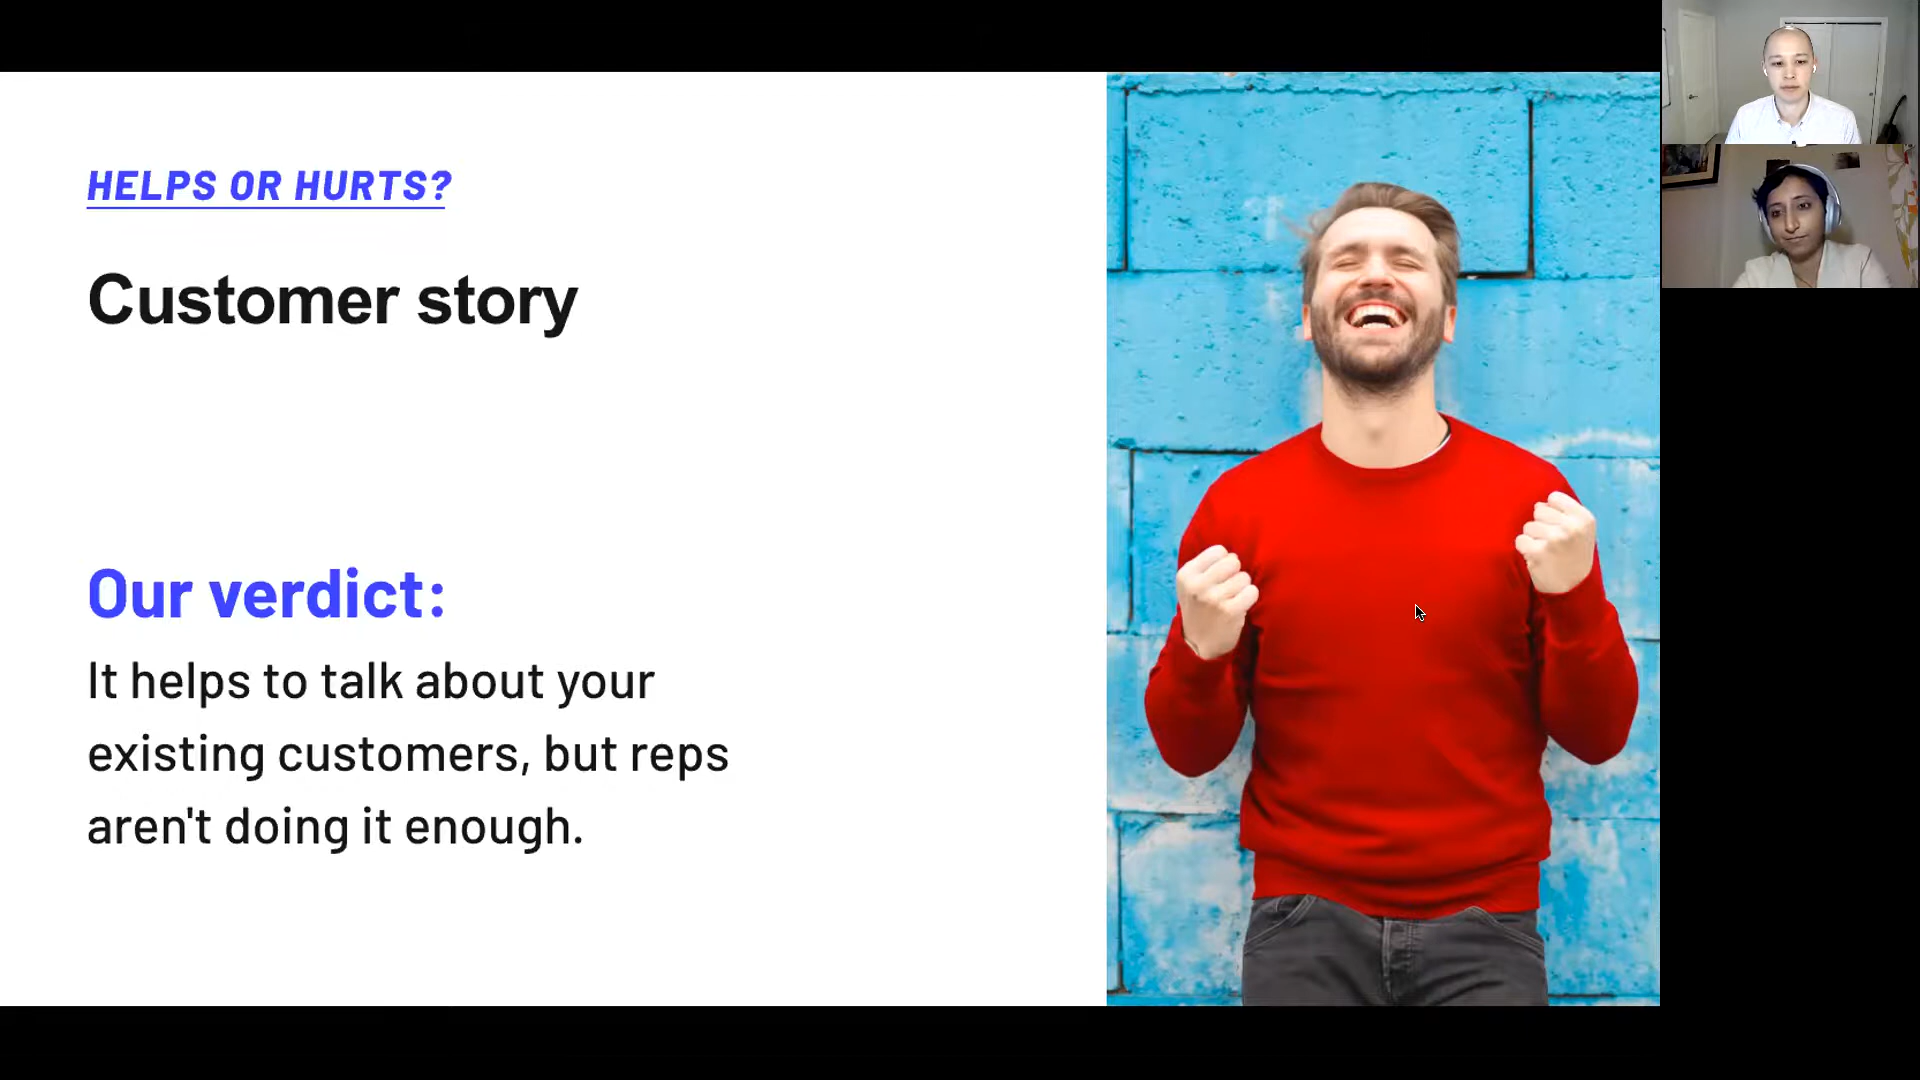 HELPS OR HURTS?
Customer story
Our verdict:
It helps to talk about your
existing customers, but reps
aren't doing it enough.